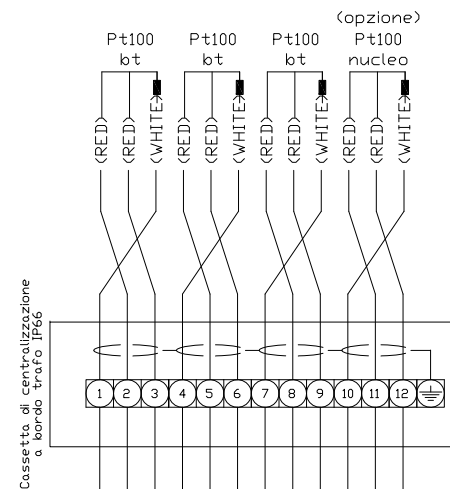 (opzione)
Pt100 Pt100 Pt100 Pt100
bt bt bt nucleo
(RED) (RED) (WHITE) (RED) (RED) (WHITE) (RED) (RED) (WHITE) (RED) (RED) (WHITE)
Cassetta di centralizzazione
a bordo trafo IP66
1 2 3 4 5 6 7 8 9 10 11 12